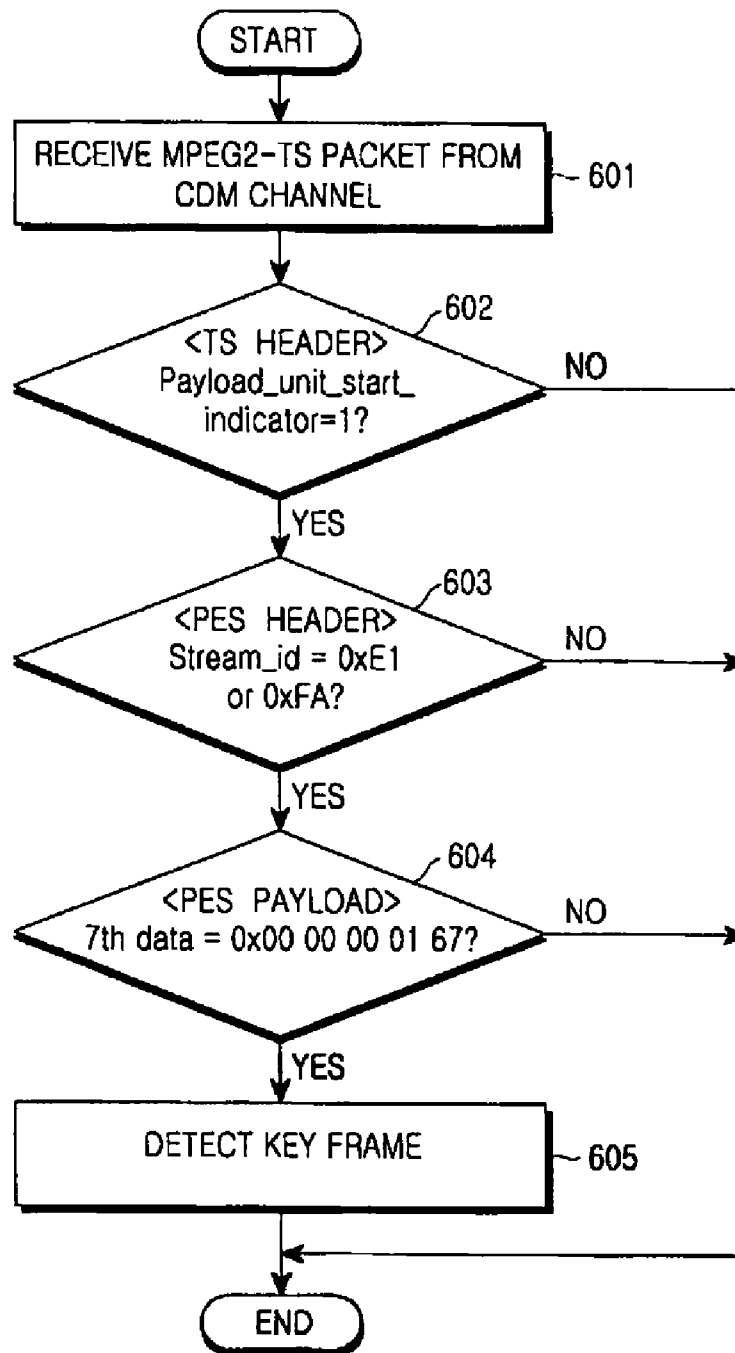 START
RECEIVE MPEG2-TS PACKET FROM
CDM CHANNEL
601
602
<TS HEADER>
Payload_unit_start_
indicator=1?
NO
YES
603
<PES HEADER>
Stream_id = 0xE1
or 0xFA?
NO
YES
604
<PES PAYLOAD>
7th data = 0x00 00 00 01 67?
NO
YES
DETECT KEY FRAME
605
END